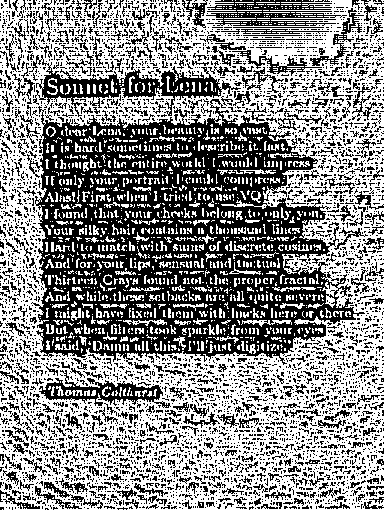 Sonnet for Lena
O dear Lena, your beauty is so vast
It is hard sometimes to describe it fast.
I thought the entire world I would impress
If only your portrait I could compress.
Alas! First when I tried to use VQ
I found that your cheeks belong to only you.
Your silky hair contains a thousand lines
Hard to match with sums of discrete cosines.
And for your lips, sensual and tactual
Thirteen Crays found not the proper fractal.
And while these setbacks are all quite severe
I might have fixed them with hacks here or there
But when filters took sparkle from your eyes
I said, "Damn all this. I'll just digitize."
Thomas Colthurst